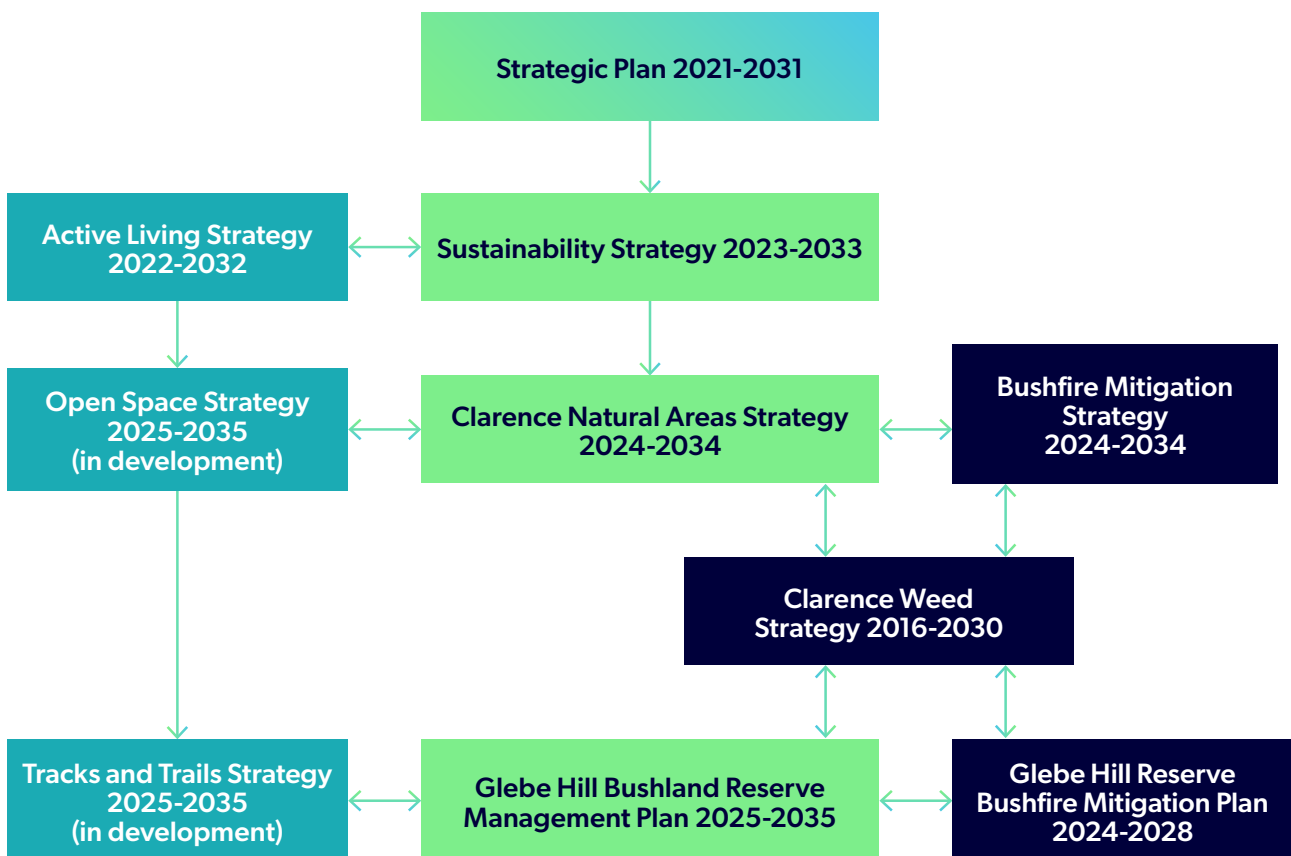 Strategic Plan 2021-2031
Active Living Strategy
2022-2032
Sustainability Strategy 2023-2033
Open Space Strategy
2025-2035
(in development)
Clarence Natural Areas Strategy
2024-2034
Bushfire Mitigation
Strategy
2024-2034
Clarence Weed
Strategy 2016-2030
Tracks and Trails Strategy
2025-2035
(in development)
Glebe Hill Bushland Reserve
Management Plan 2025-2035
Glebe Hill Reserve
Bushfire Mitigation Plan
2024-2028